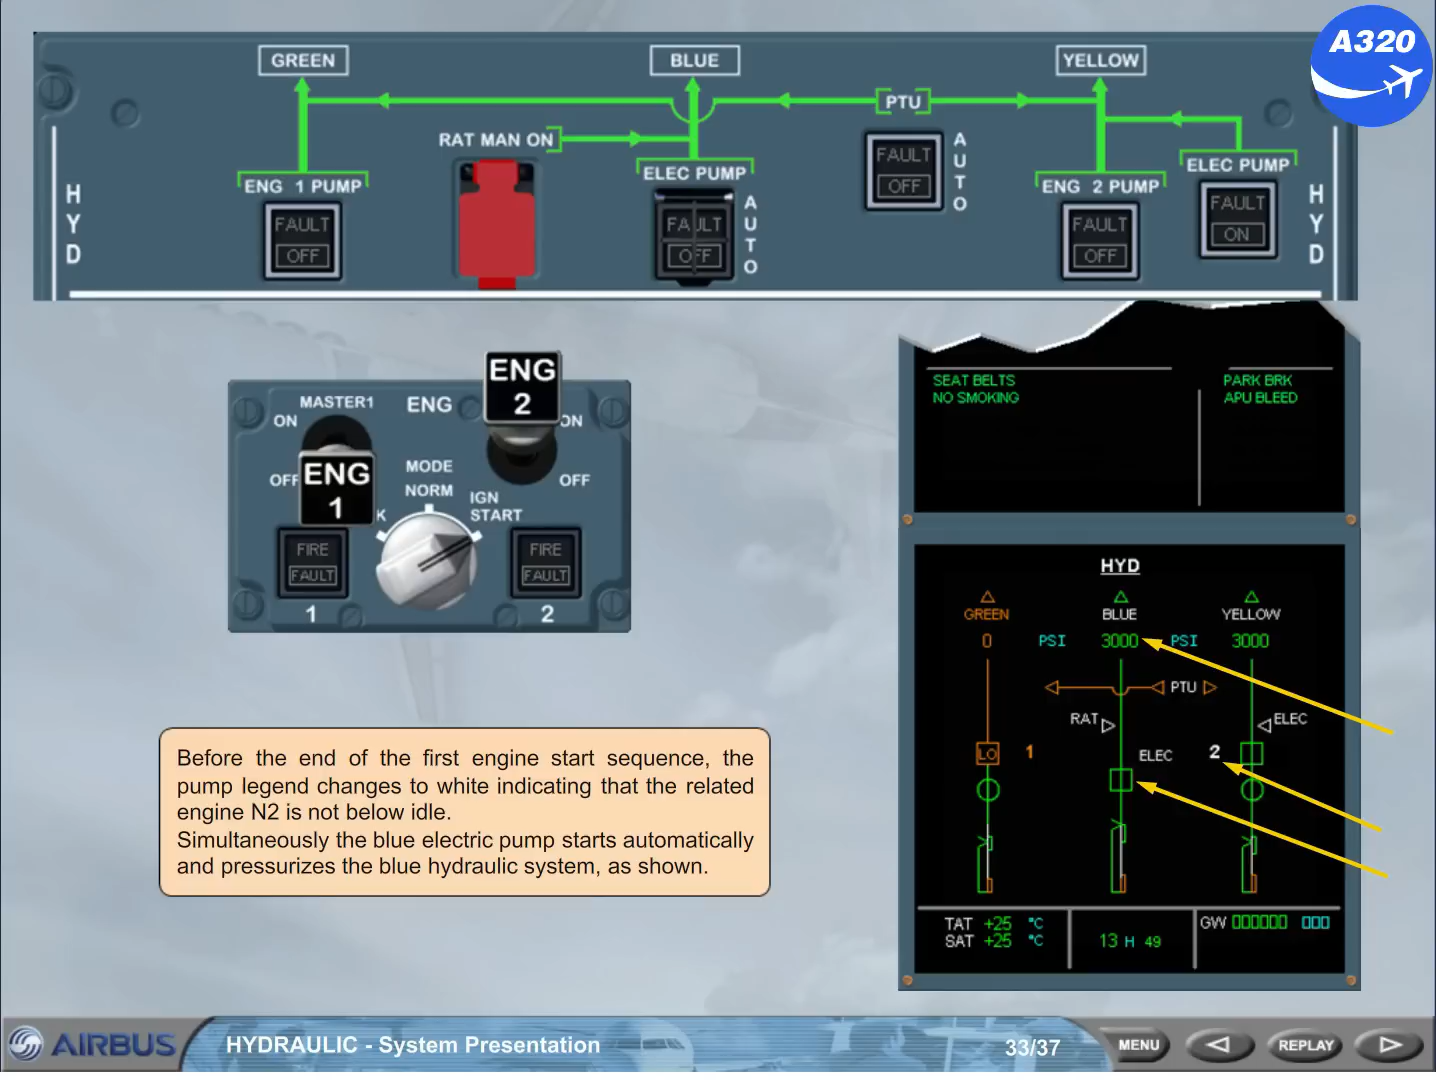 A320
GREEN
BLUE
YELLOW
PTU
RAT MAN ON
ELEC PUMP
ELEC PUMP
ENG 1 PUMP
ENG 2 PUMP
FAULT
OFF
FAULT
OFF
AUTO
FAULT
OFF
AUTO
FAULT
OFF
FAULT
ON
HYD
HYD
ENG
2
MASTER1
ENG
ON
ON
OFF
OFF
ENG
1
MODE
NORM
IGN
START
K
FIRE
FAULT
FIRE
FAULT
1
2
SEAT BELTS
NO SMOKING
PARK BRK
APU BLEED
HYD
GREEN
BLUE
YELLOW
0 PSI 3000 PSI 3000
PTU
RAT
ELEC
LO 1
ELEC
2
TAT +25 °C
SAT +25 °C
13 H 49
GW
Before the end of the first engine start sequence, the
pump legend changes to white indicating that the related
engine N2 is not below idle.
Simultaneously the blue electric pump starts automatically
and pressurizes the blue hydraulic system, as shown.
AIRBUS
HYDRAULIC - System Presentation
33/37
MENU
REPLAY